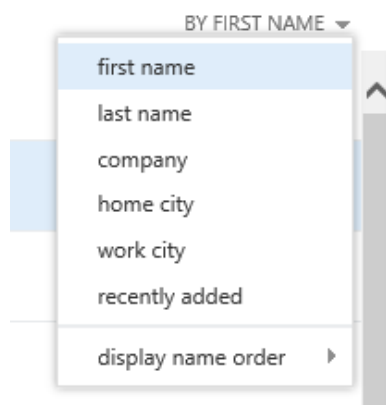 BY FIRST NAME
first name
last name
company
home city
work city
recently added
display name order